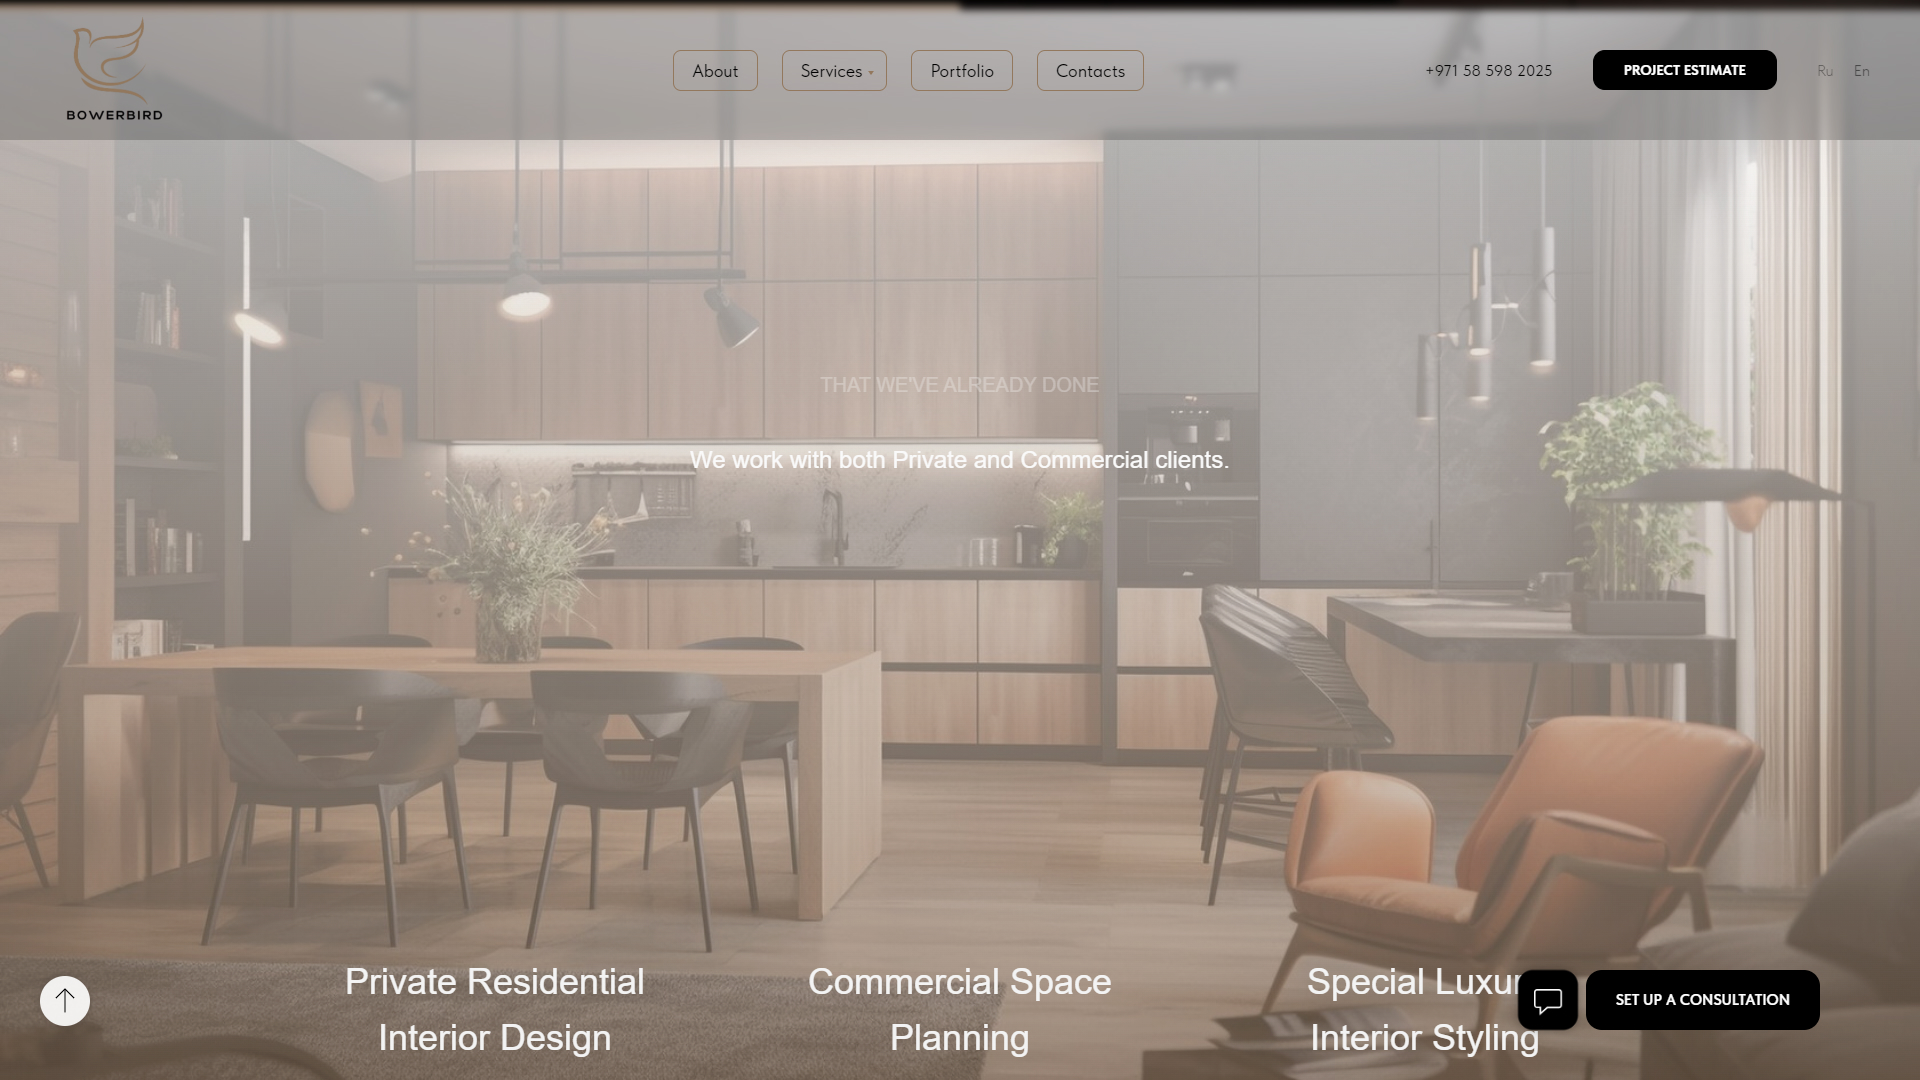 BOWERBIRD
About
Services
Portfolio
Contacts
+971 58 598 2025
PROJECT ESTIMATE
Ru
En
THAT WE'VE ALREADY DONE
We work with both Private and Commercial clients.
Private Residential
Interior Design
Commercial Space
Planning
Special
Interior Styling
SET UP A CONSULTATION